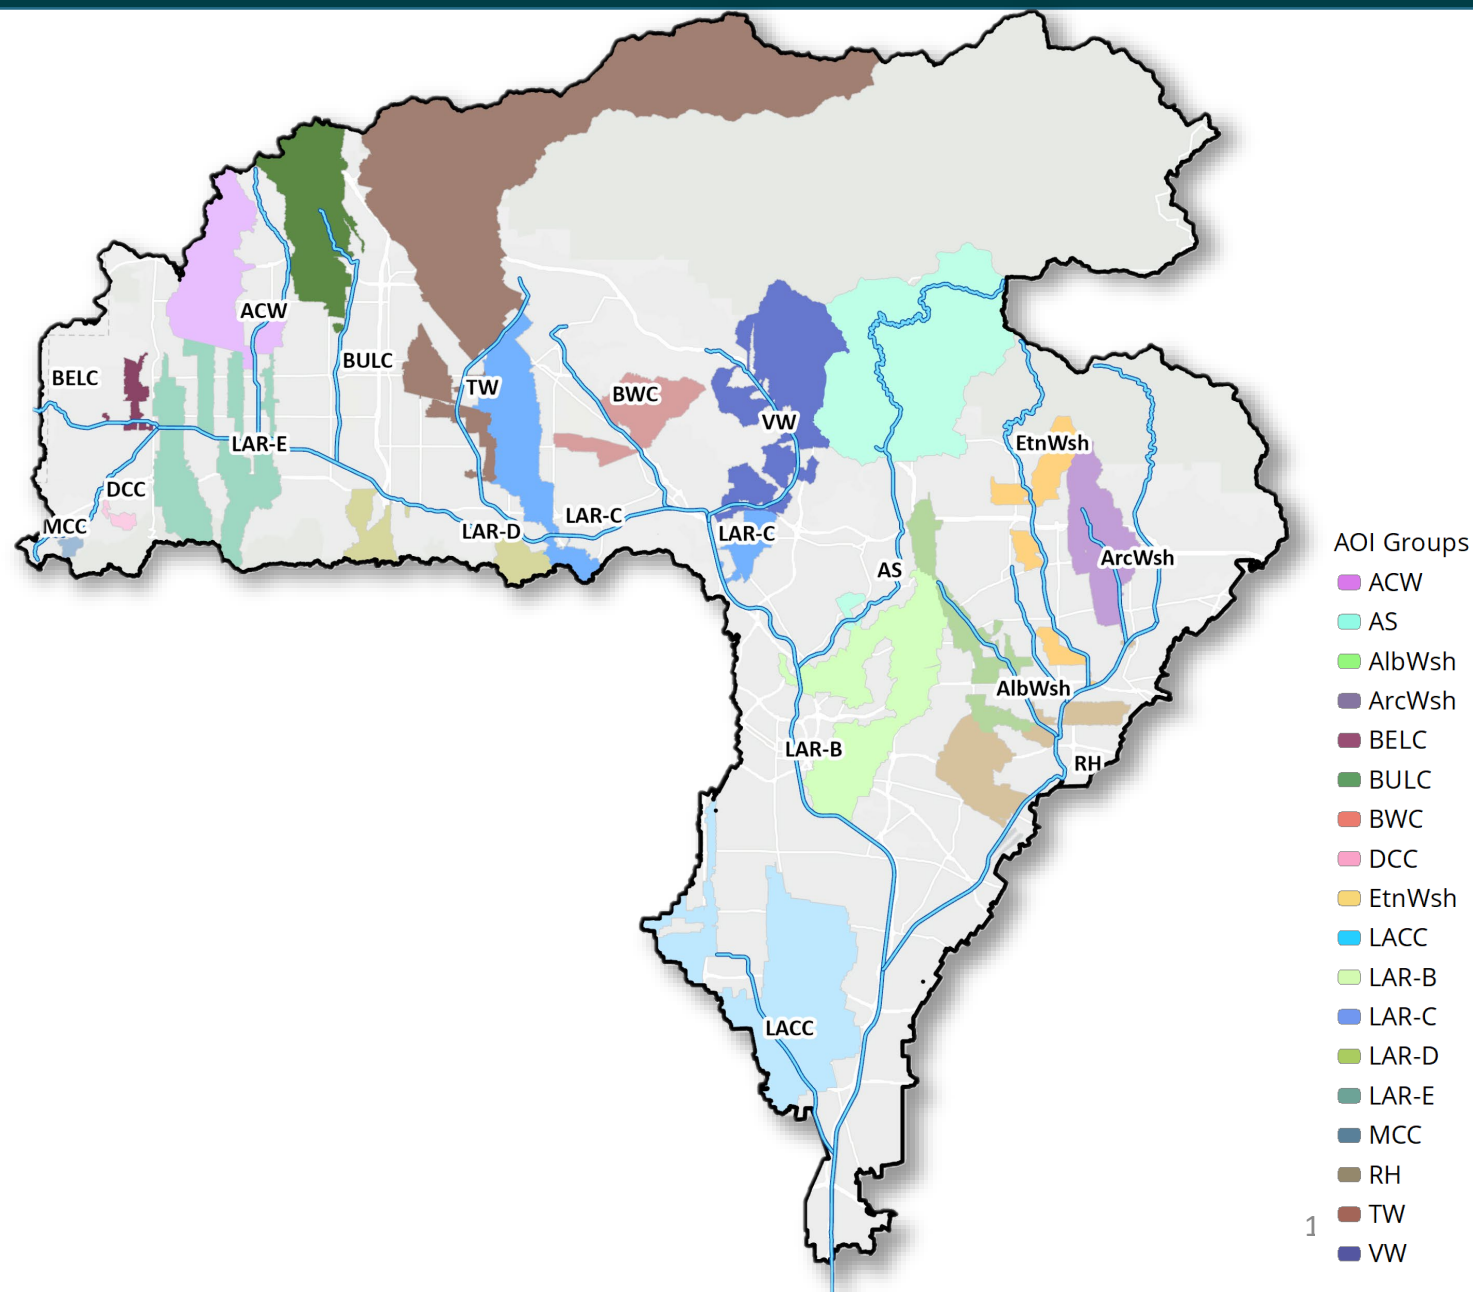 ACW
BELC
BULC
TW
BWC
VW
LAR-E
EtnWsh
DCC
MCC
LAR-D
LAR-C
LAR-C
AS
ArcWsh
AlbWsh
LAR-B
RH
LACC
AOI Groups
ACW
AS
AlbWsh
ArcWsh
BELC
BULC
BWC
DCC
EtnWsh
LACC
LAR-B
LAR-C
LAR-D
LAR-E
MCC
RH
TW
VW
1